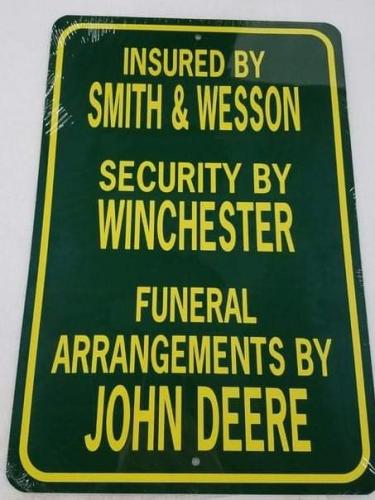 INSURED BY
SMITH & WESSON
SECURITY BY
WINCHESTER
FUNERAL
ARRANGEMENTS BY
JOHN DEERE